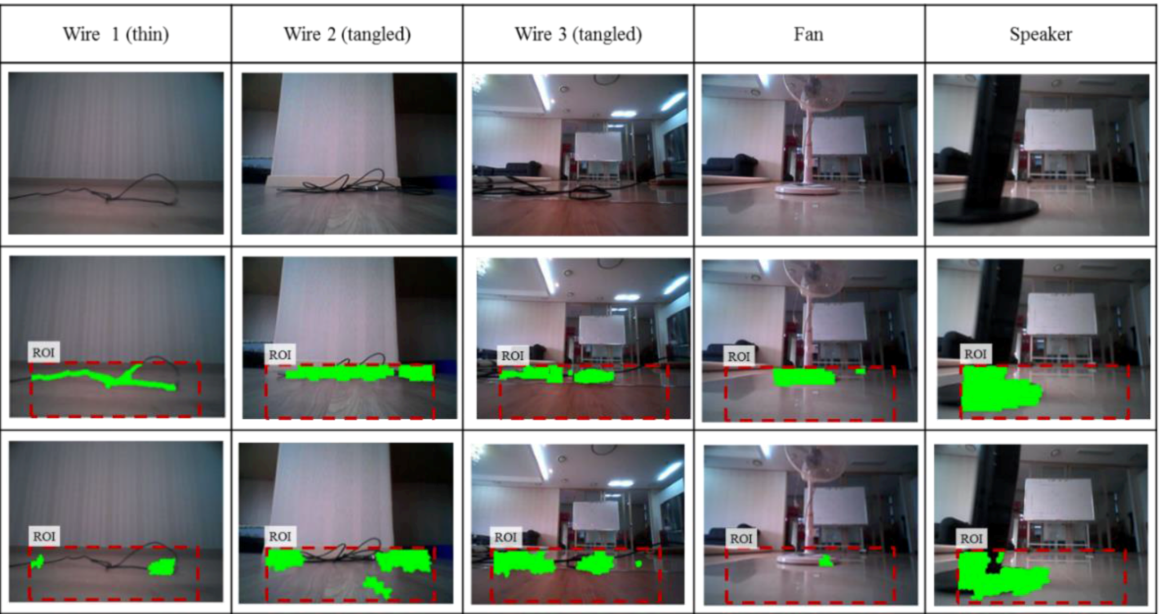 Wire 1 (thin)
Wire 2 (tangled)
Wire 3 (tangled)
Fan
Speaker
ROI
ROI
ROI
ROI
ROI
ROI
ROI
ROI
ROI
ROI